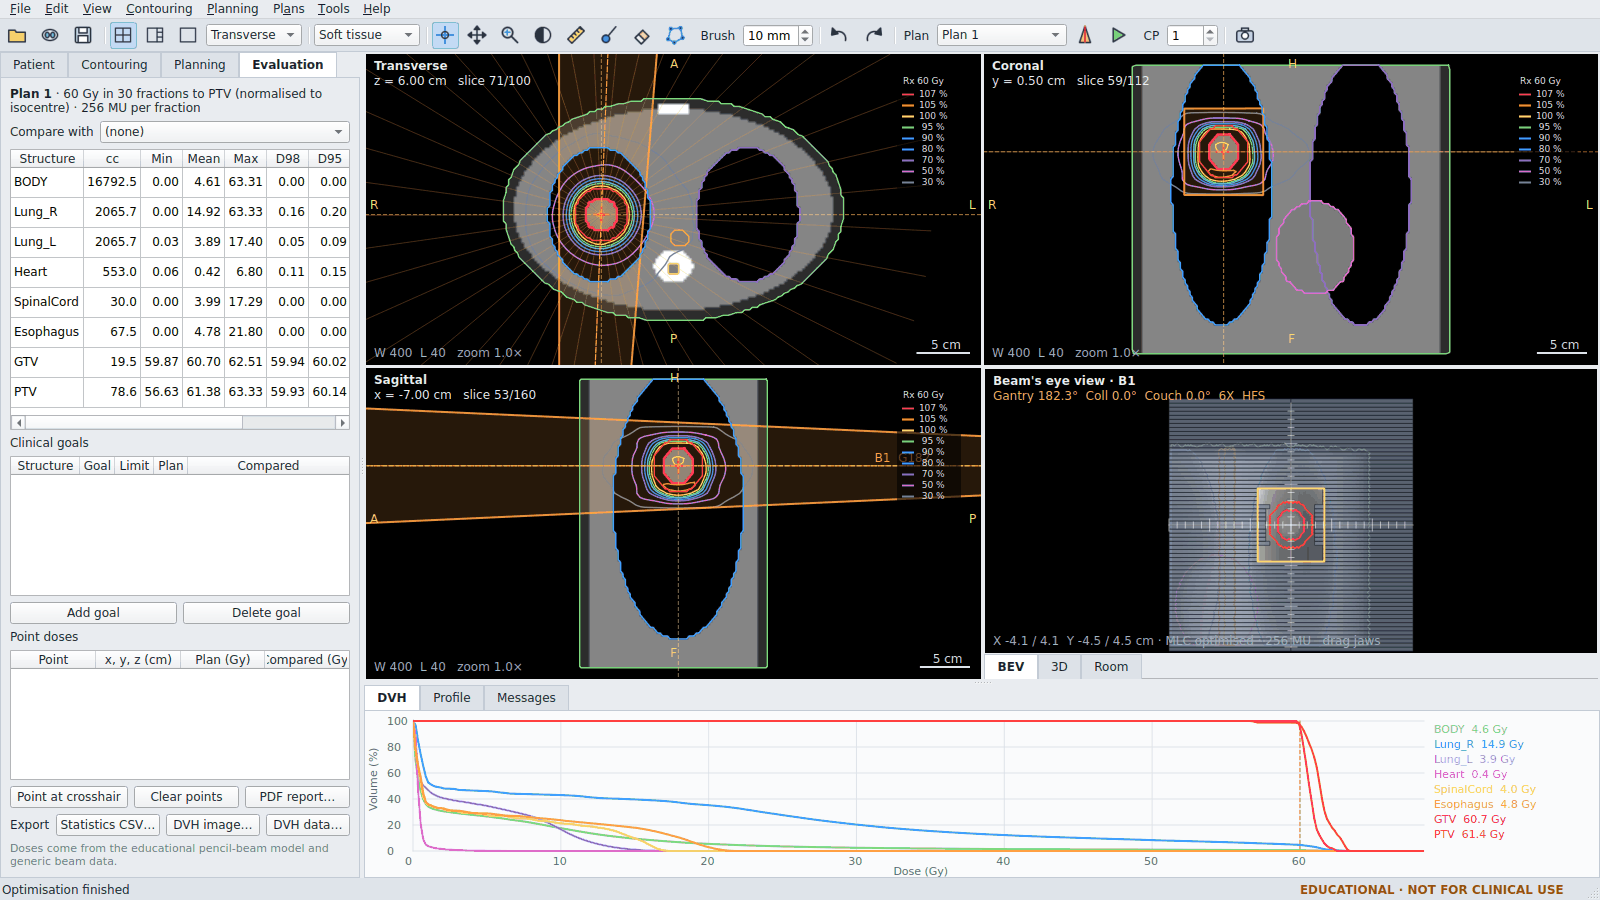 File Edit View Contouring Planning Plans Tools Help
Transverse Soft tissue Brush 10 mm Plan Plan 1 CP 1
Patient Contouring Planning Evaluation
Plan 1 · 60 Gy in 30 fractions to PTV (normalised to
isocentre) · 256 MU per fraction
Compare with (none)
Structure cc Min Mean Max D98 D95
BODY 16792.5 0.00 4.61 63.31 0.00 0.00
Lung_R 2065.7 0.00 14.92 63.33 0.16 0.20
Lung_L 2065.7 0.03 3.89 17.40 0.05 0.09
Heart 553.0 0.06 0.42 6.80 0.11 0.15
SpinalCord 30.0 0.00 3.99 17.29 0.00 0.00
Esophagus 67.5 0.00 4.78 21.80 0.00 0.00
GTV 19.5 59.87 60.70 62.51 59.94 60.02
PTV 78.6 56.63 61.38 63.33 59.93 60.14
Clinical goals
Structure Goal Limit Plan Compared
Add goal Delete goal
Point doses
Point x, y, z (cm) Plan (Gy) Compared (Gy
Point at crosshair Clear points PDF report...
Export Statistics CSV... DVH image... DVH data...
Doses come from the educational pencil-beam model and
generic beam data.
Transverse
z = 6.00 cm slice 71/100
A
R
L
P
Rx 60 Gy
107 %
105 %
100 %
95 %
90 %
80 %
70 %
50 %
30 %
W 400 L 40 zoom 1.0×
5 cm
Coronal
y = 0.50 cm slice 59/112
H
R
L
F
Rx 60 Gy
107 %
105 %
100 %
95 %
90 %
80 %
70 %
50 %
30 %
W 400 L 40 zoom 1.0×
5 cm
Sagittal
x = -7.00 cm slice 53/160
H
A
P
F
B1
Rx 60 Gy
107 %
105 %
100 %
95 %
90 %
80 %
70 %
50 %
30 %
W 400 L 40 zoom 1.0×
5 cm
Beam's eye view · B1
Gantry 182.3° Coll 0.0° Couch 0.0° 6X HFS
X -4.1 / 4.1 Y -4.5 / 4.5 cm · MLC optimised · 256 MU drag jaws
BEV 3D Room
DVH Profile Messages
Volume (%)
100
80
60
40
20
0
0 10 20 30 40 50 60
Dose (Gy)
BODY 4.6 Gy
Lung_R 14.9 Gy
Lung_L 3.9 Gy
Heart 0.4 Gy
SpinalCord 4.0 Gy
Esophagus 4.8 Gy
GTV 60.7 Gy
PTV 61.4 Gy
Optimisation finished
EDUCATIONAL · NOT FOR CLINICAL USE